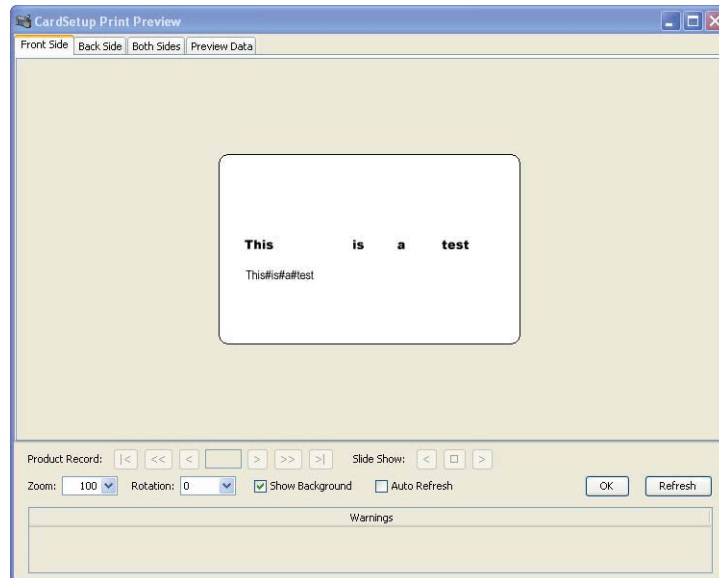 CardSetup Print Preview
Front Side Back Side Both Sides Preview Data
This is a test
This#is#a#test
Product Record: |< << < > >> >| Slide Show: < >
Zoom: 100 Rotation: 0 Show Background Auto Refresh OK Refresh
Warnings